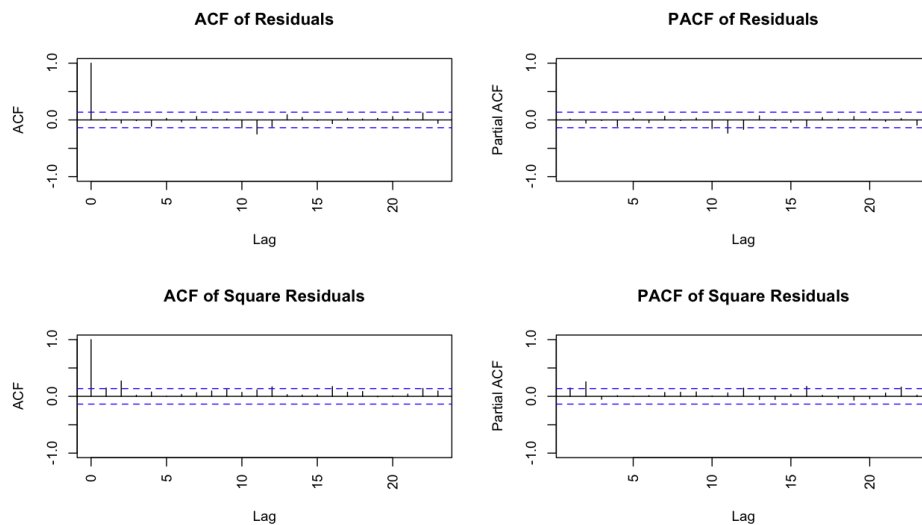 ACF of Residuals
ACF
1.0
0.0
-1.0
0
5
10
15
20
Lag
PACF of Residuals
Partial ACF
1.0
0.0
-1.0
5
10
15
20
Lag
ACF of Square Residuals
ACF
1.0
0.0
-1.0
0
5
10
15
20
Lag
PACF of Square Residuals
Partial ACF
1.0
0.0
-1.0
5
10
15
20
Lag